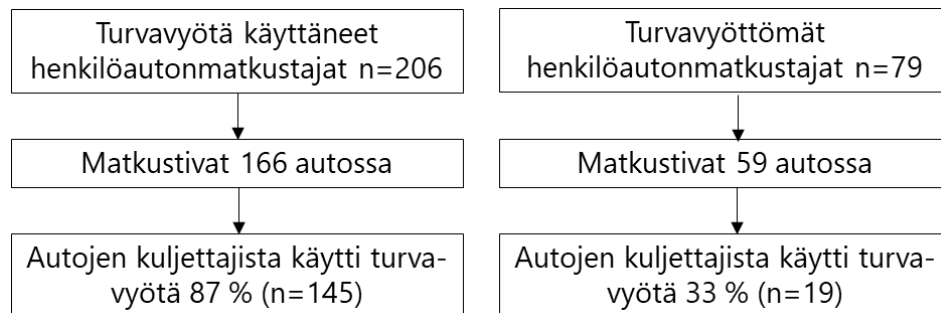 Turvavyötä käyttäneet
henkilöautonmatkustajat n=206
Matkustivat 166 autossa
Autojen kuljettajista käytti turva-
vyötä 87 % (n=145)
Turvavyöttömät
henkilöautonmatkustajat n=79
Matkustivat 59 autossa
Autojen kuljettajista käytti turva-
vyötä 33 % (n=19)